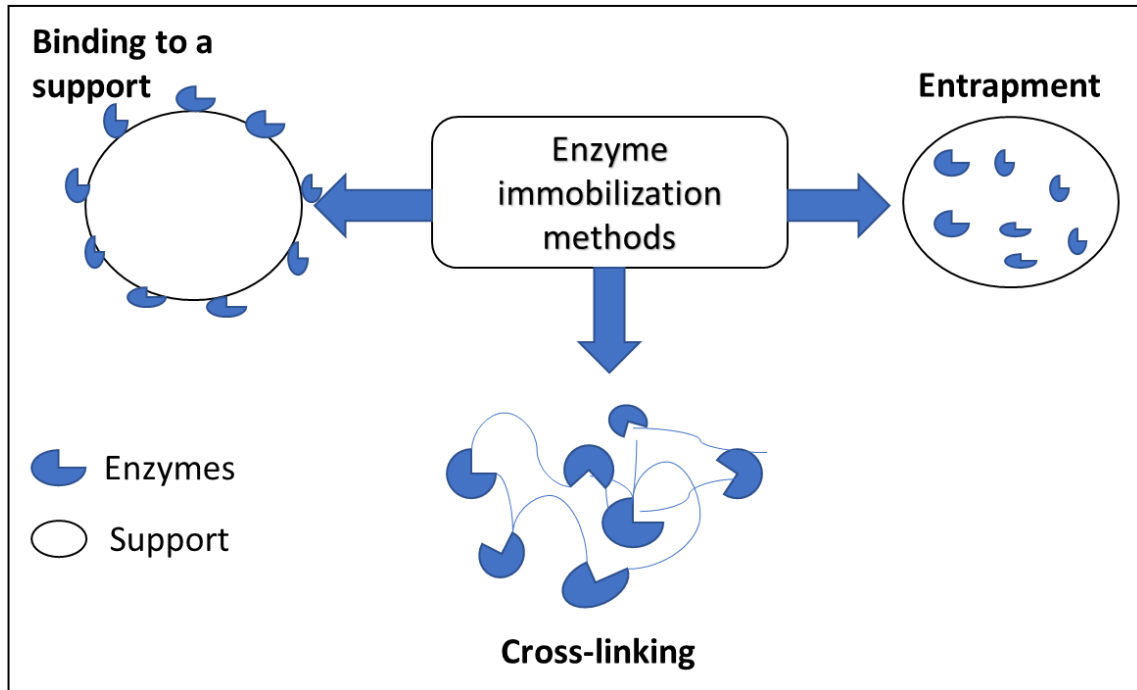 Binding to a
support
Entrapment
Enzyme
immobilization
methods
Enzymes
Support
Cross-linking